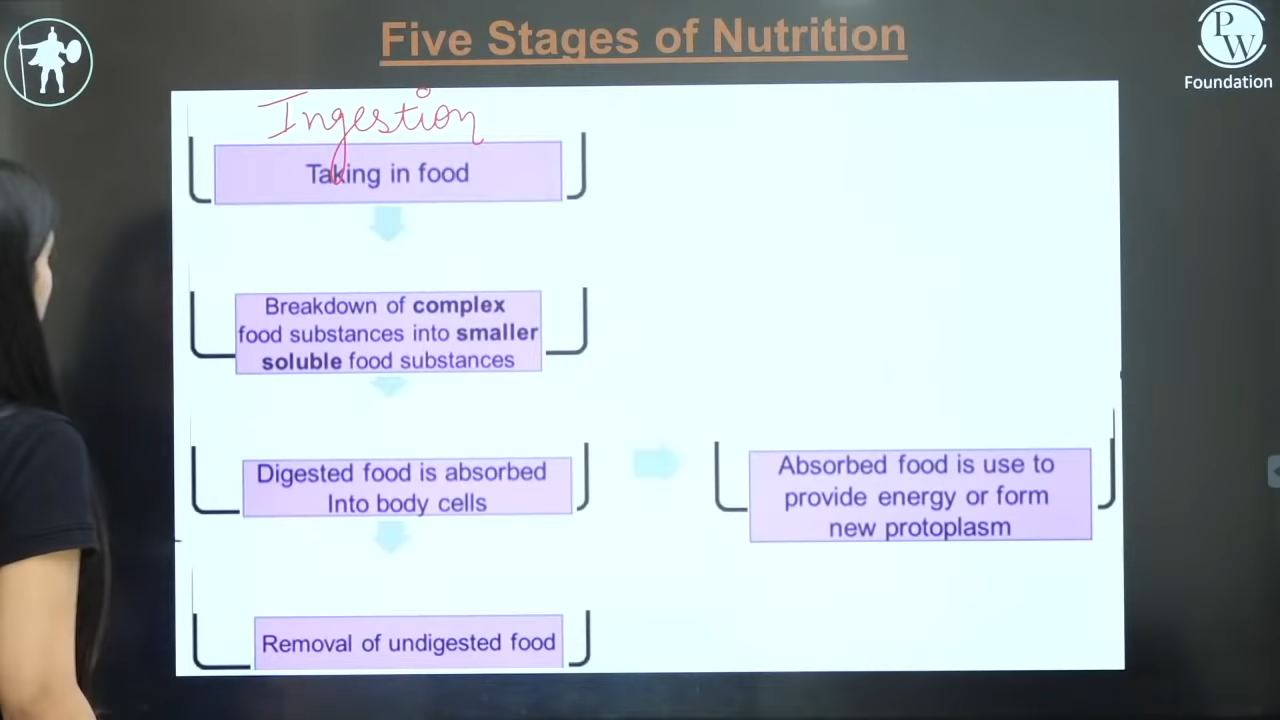 Five Stages of Nutrition
PW
Foundation
Ingestion
Taking in food
Breakdown of complex
food substances into smaller
soluble food substances
Digested food is absorbed
Into body cells
Absorbed food is use to
provide energy or form
new protoplasm
Removal of undigested food